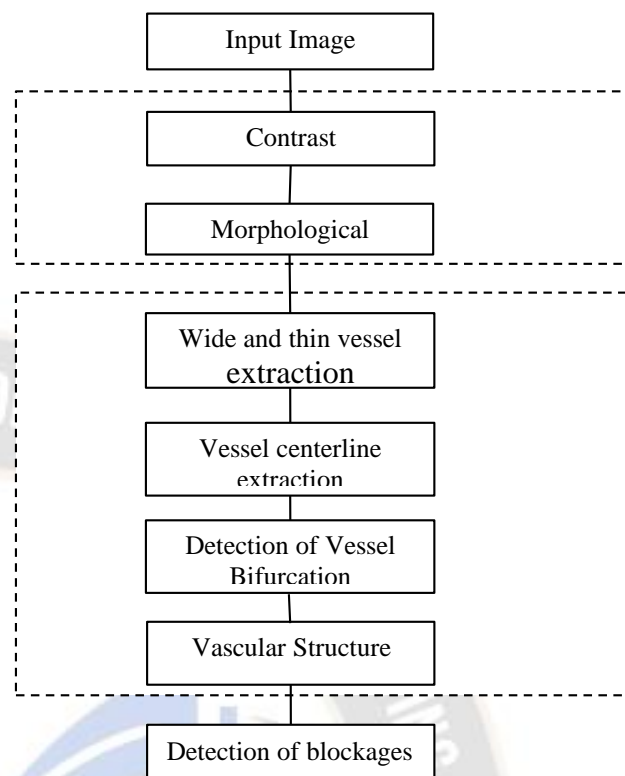 Input Image
Contrast
Morphological
Wide and thin vessel
extraction
Vessel centerline
extraction
Detection of Vessel
Bifurcation
Vascular Structure
Detection of blockages